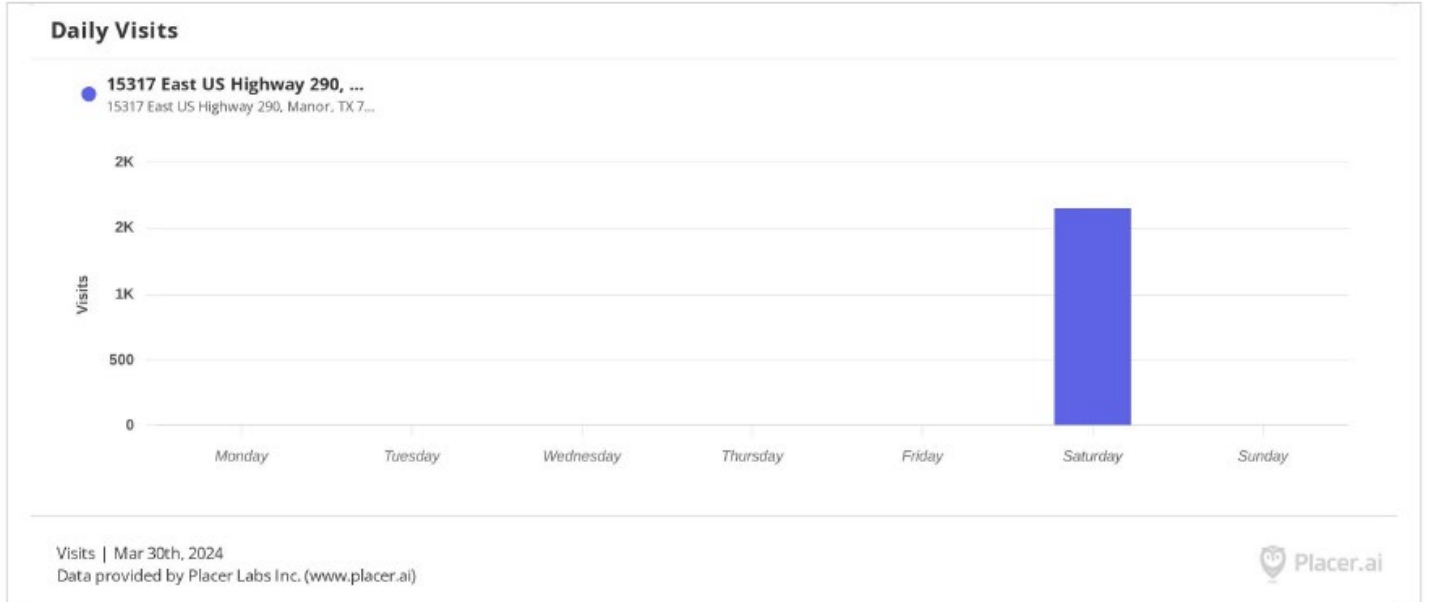 Daily Visits
15317 East US Highway 290, ...
15317 East US Highway 290, Manor, TX 7...
2K
2K
1K
500
0
Visits
Monday Tuesday Wednesday Thursday Friday Saturday Sunday
Visits | Mar 30th, 2024
Data provided by Placer Labs Inc. (www.placer.ai)
Placer.ai